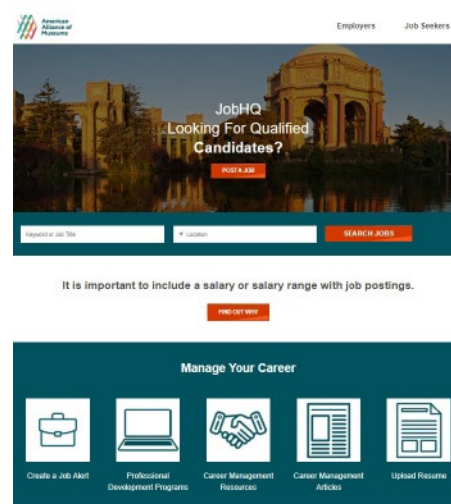 American
Alliance of
Museums
Employers Job Seekers
JobHQ
Looking For Qualified
Candidates?
POST A JOB
Keyword or Job Title
Location
SEARCH JOBS
It is important to include a salary or salary range with job postings.
FIND OUT WHY
Manage Your Career
Create a Job Alert
Professional
Development Programs
Career Management
Resources
Career Management
Articles
Upload Resume